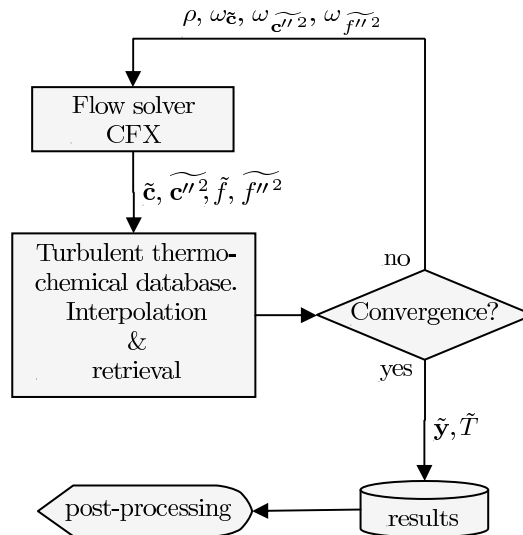 ρ, ω_c̃, ω_{\widetilde{c″²}}, ω_{\widetilde{f″²}}
Flow solver
CFX
c̃, \widetilde{c″²}, f̃, \widetilde{f″²}
Turbulent thermo-
chemical database.
Interpolation
&
retrieval
no
Convergence?
yes
ỹ, T̃
results
post-processing